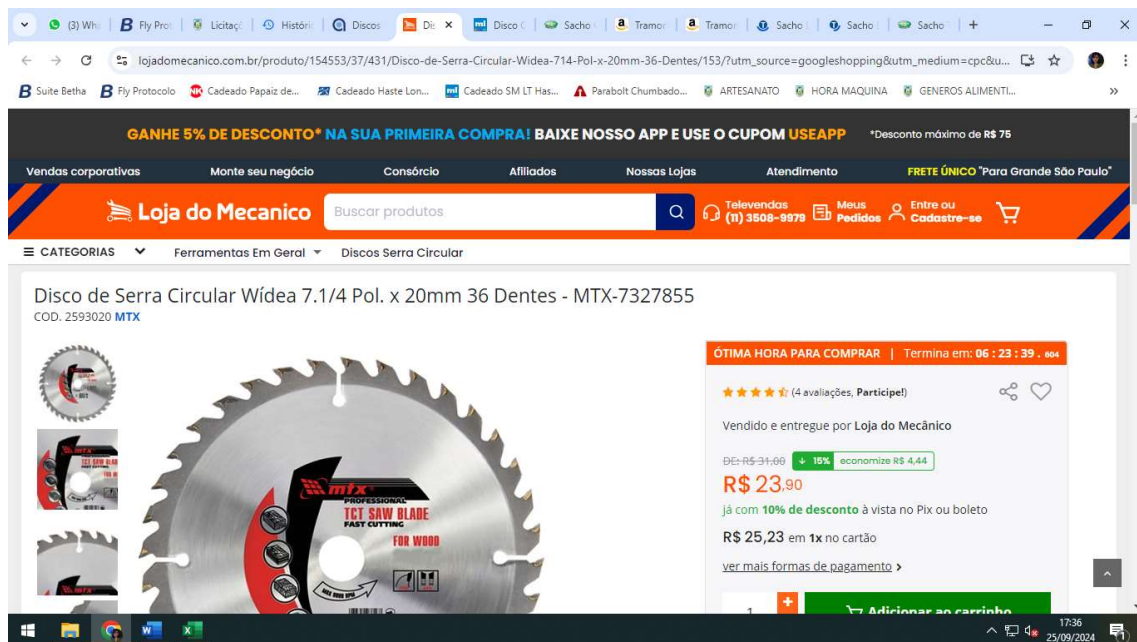 (3) Wh
Fly Prot
Licitaçõ
Históri
Discos
Dis
Disco C
Sacho
Tramon
Tramon
Sacho
Sacho
Sacho
lojadomecanico.com.br/produto/154553/37/431/Disco-de-Serra-Circular-Widea-714-Pol-x-20mm-36-Dentes/153/?utm_source=googleshopping&utm_medium=cpc&u...
Suite Betha
Fly Protocolo
Cadeado Papaiz de...
Cadeado Haste Lon...
Cadeado SM LT Has...
Parabolt Chumbado...
ARTESANATO
HORA MAQUINA
GENEROS ALIMENTI...
GANHE 5% DE DESCONTO* NA SUA PRIMEIRA COMPRA! BAIXE NOSSO APP E USE O CUPOM USEAPP *Desconto máximo de R$ 75
Vendas corporativas
Monte seu negócio
Consórcio
Afiliados
Nossas Lojas
Atendimento
FRETE ÚNICO "Para Grande São Paulo"
Loja do Mecanico
Buscar produtos
Televendas
(11) 3508-9979
Meus
Pedidos
Entre ou
Cadastre-se
CATEGORIAS
Ferramentas Em Geral
Discos Serra Circular
Disco de Serra Circular Wídea 7.1/4 Pol. x 20mm 36 Dentes - MTX-7327855
COD. 2593020 MTX
mtx
PROFESSIONAL
TCT SAW BLADE
FAST CUTTING
FOR WOOD
ÓTIMA HORA PARA COMPRAR | Termina em: 06 : 23 : 39 . 604
(4 avaliações, Participe!)
Vendido e entregue por Loja do Mecânico
DE: R$ 31,00
15% economize R$ 4,44
R$ 23,90
já com 10% de desconto à vista no Pix ou boleto
R$ 25,23 em 1x no cartão
ver mais formas de pagamento
1
+
Adicionar ao carrinho
17:36
25/09/2024